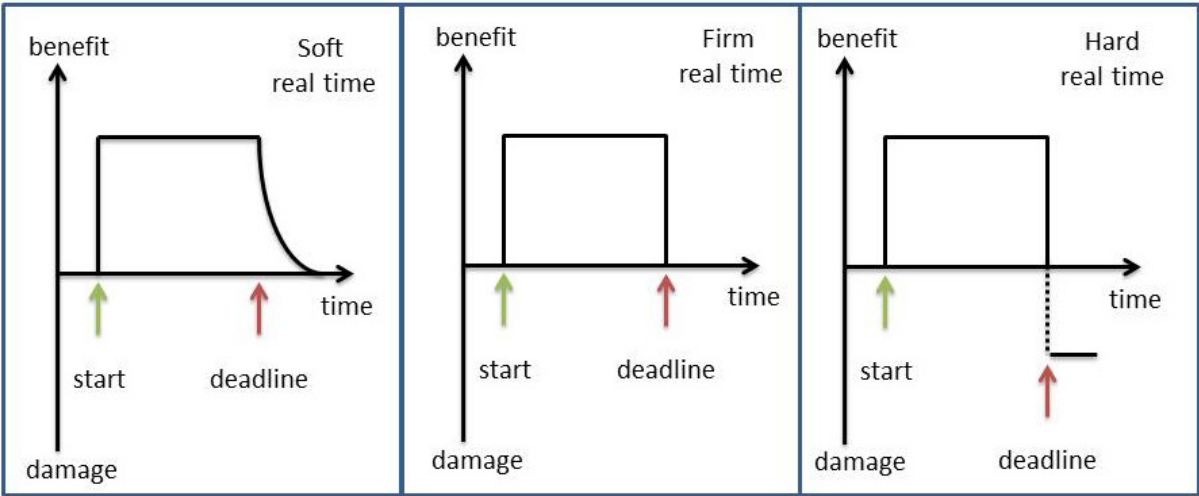 benefit
Soft
real time
time
start
deadline
damage
benefit
Firm
real time
time
start
deadline
damage
benefit
Hard
real time
time
start
deadline
damage